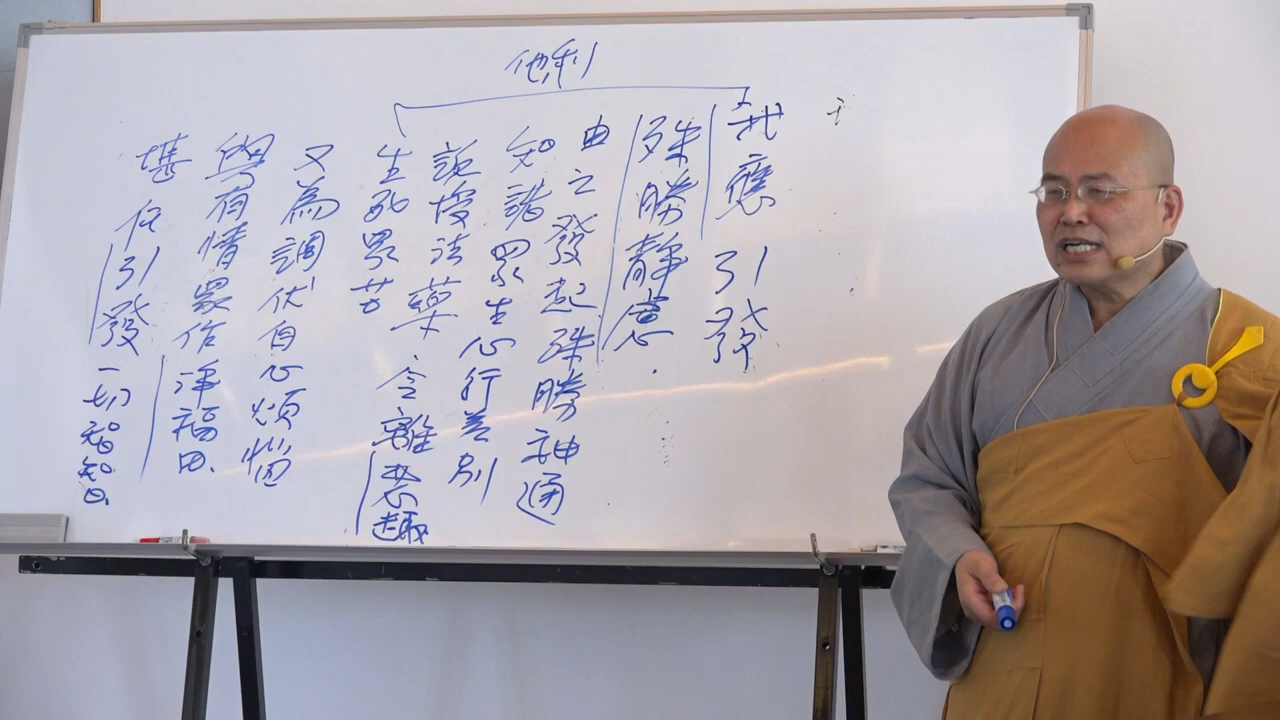 他利
我應引發
殊勝靜慮.
由之發起殊勝神通
知諸眾生心行差別
說授法藥令離惡趣
生死眾苦
又為調伏自心煩惱
與有情眾作淨福田.
堪任引發一切智智.